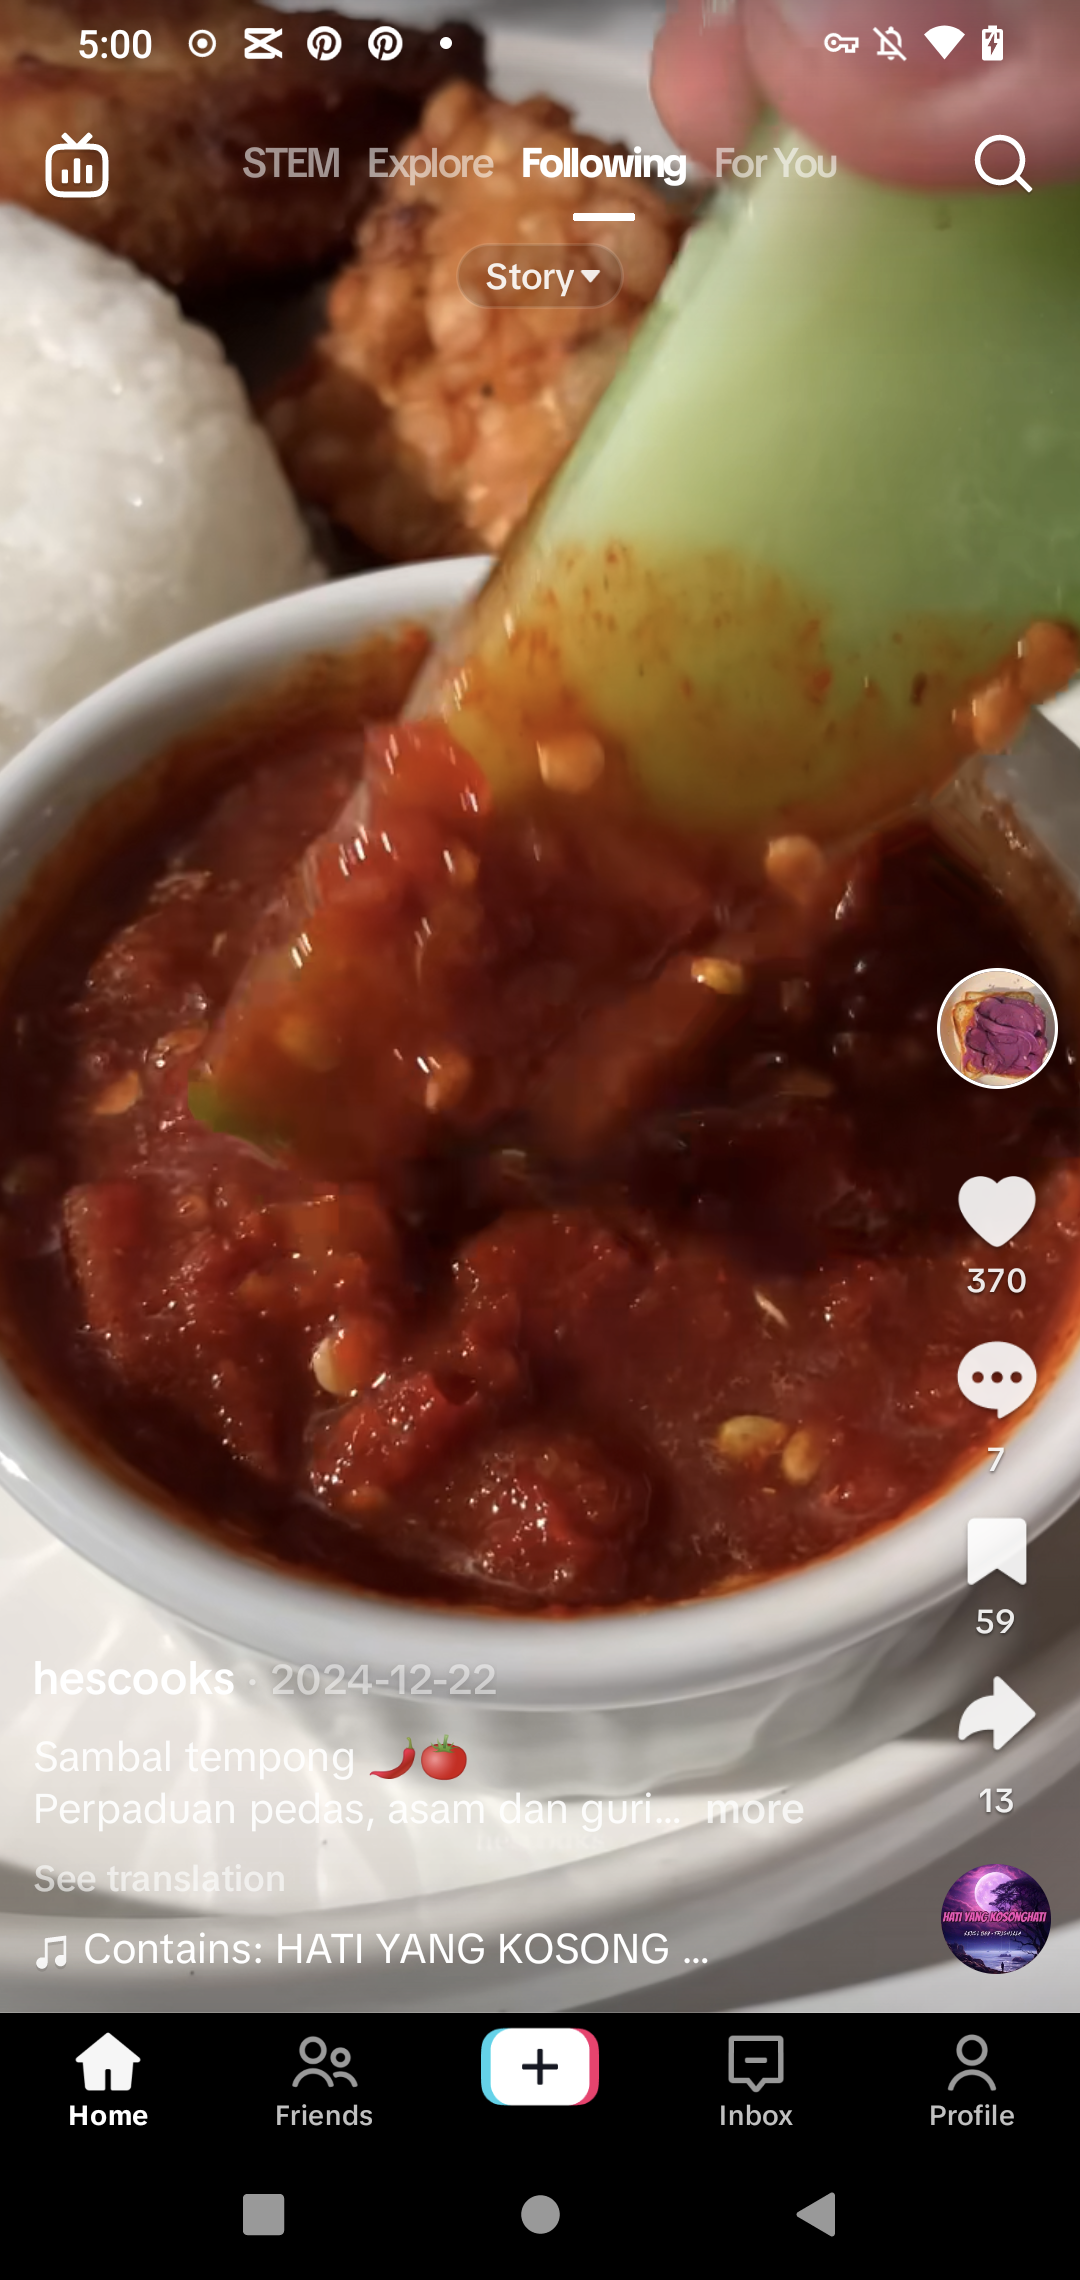 5:00
STEM Explore Following For You
Story
370
7
59
13
hescooks · 2024-12-22
Sambal tempong 🌶️🍅
Perpaduan pedas, asam dan guri... more
hescooks
See translation
Contains: HATI YANG KOSONG ...
HATI YANG KOSONGHATI
Home Friends Inbox Profile